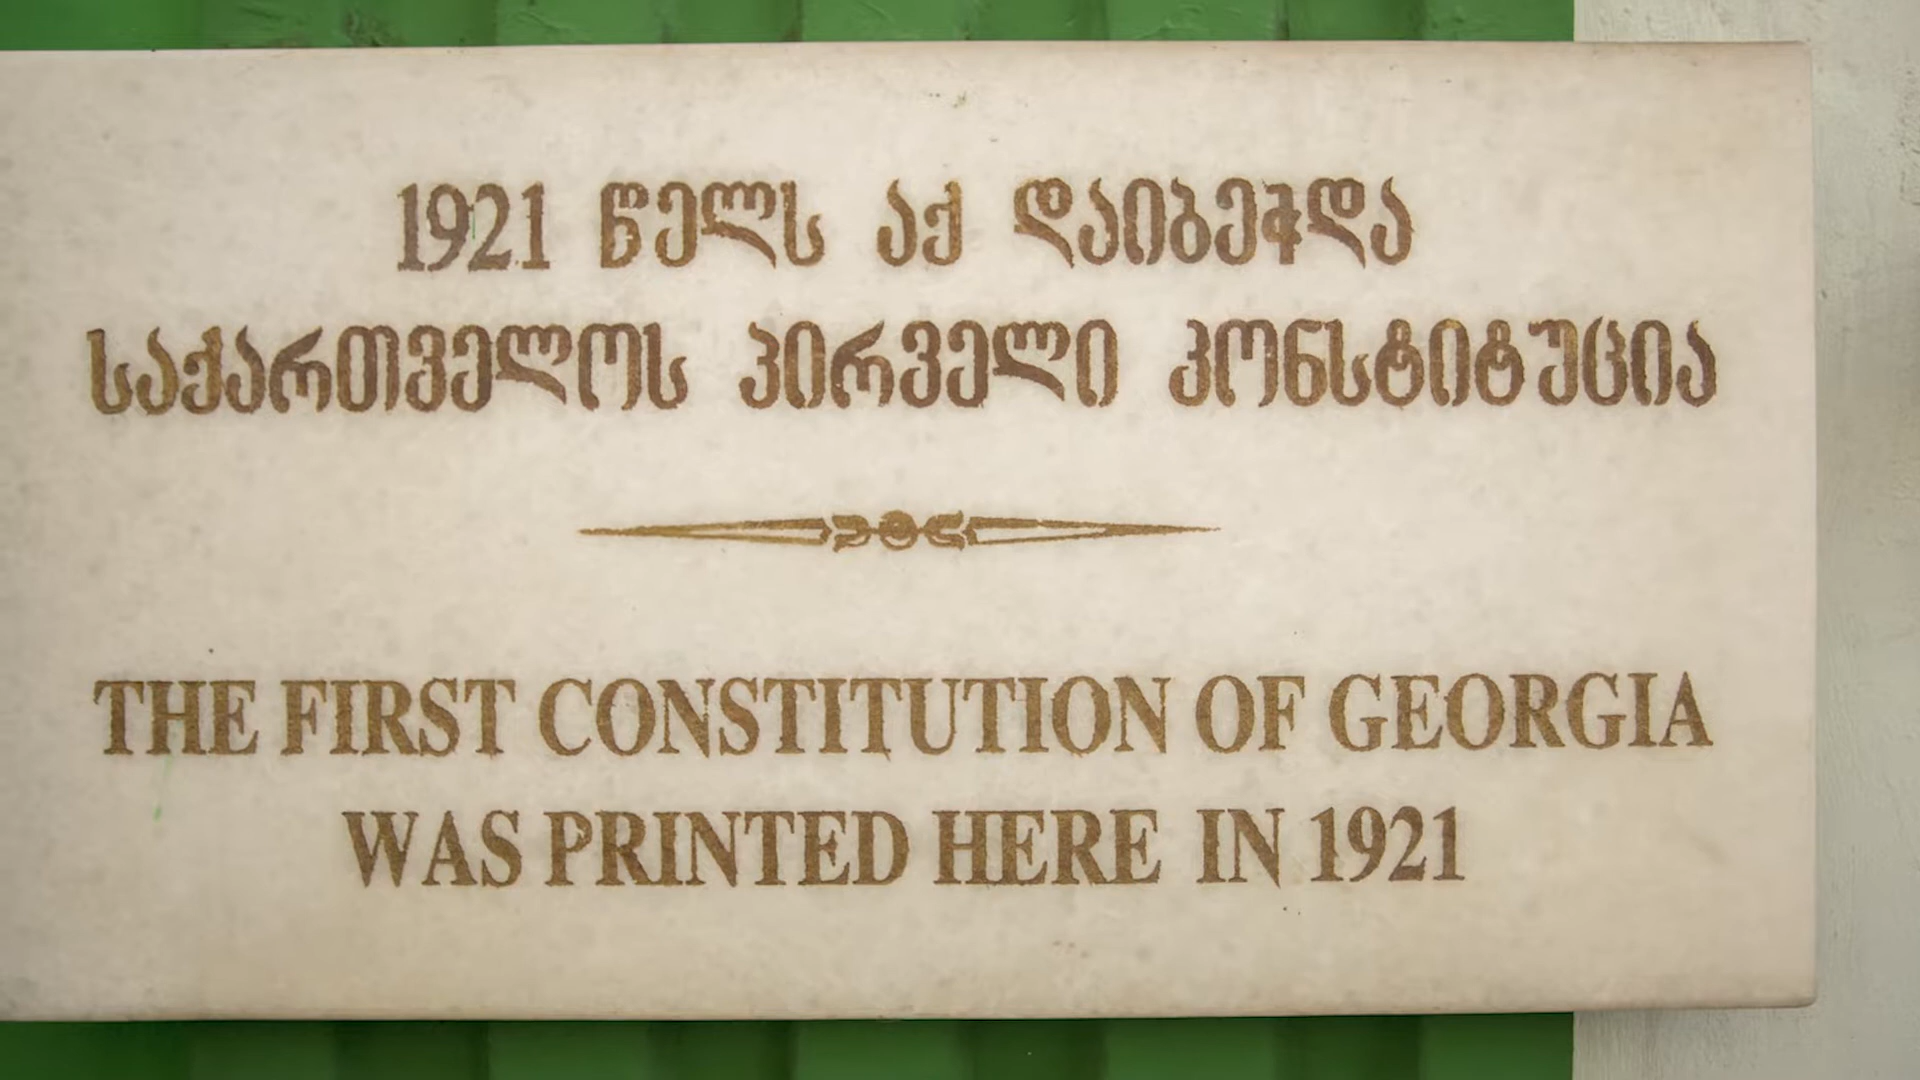 1921 წელს აქ დაიბეჭდა
საქართველოს პირველი კონსტიტუცია
THE FIRST CONSTITUTION OF GEORGIA
WAS PRINTED HERE IN 1921